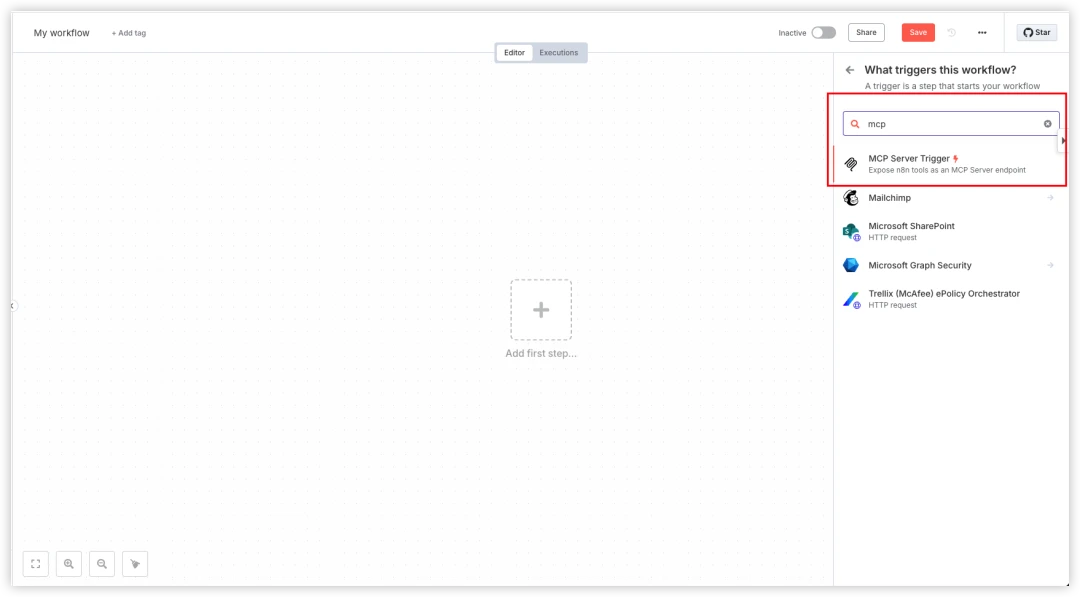 My workflow
+ Add tag
Inactive
Share
Save
Star
Editor
Executions
What triggers this workflow?
A trigger is a step that starts your workflow
mcp
MCP Server Trigger
Expose n8n tools as an MCP Server endpoint
Mailchimp
Microsoft SharePoint
HTTP request
Microsoft Graph Security
Trellix (McAfee) ePolicy Orchestrator
HTTP request
Add first step...